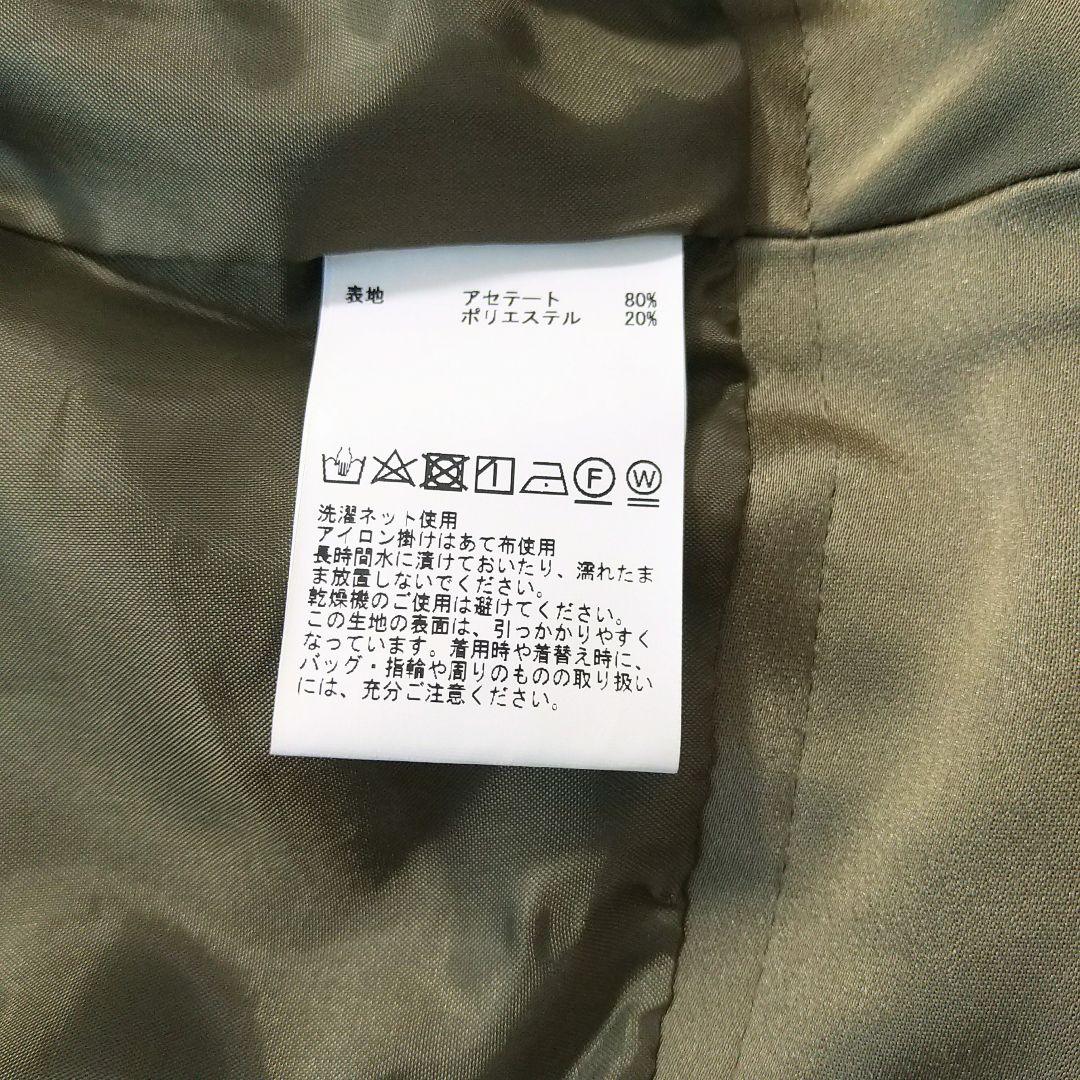 表地 アセテート 80%
ポリエステル 20%
F W
洗濯ネット使用
アイロン掛けはあて布使用
長時間水に漬けておいたり、濡れたま
ま放置しないでください。
乾燥機のご使用は避けてください。
この生地の表面は、引っかかりやすく
なっています。着用時や着替え時に、
バッグ・指輪や周りのものの取り扱い
には、充分ご注意ください。